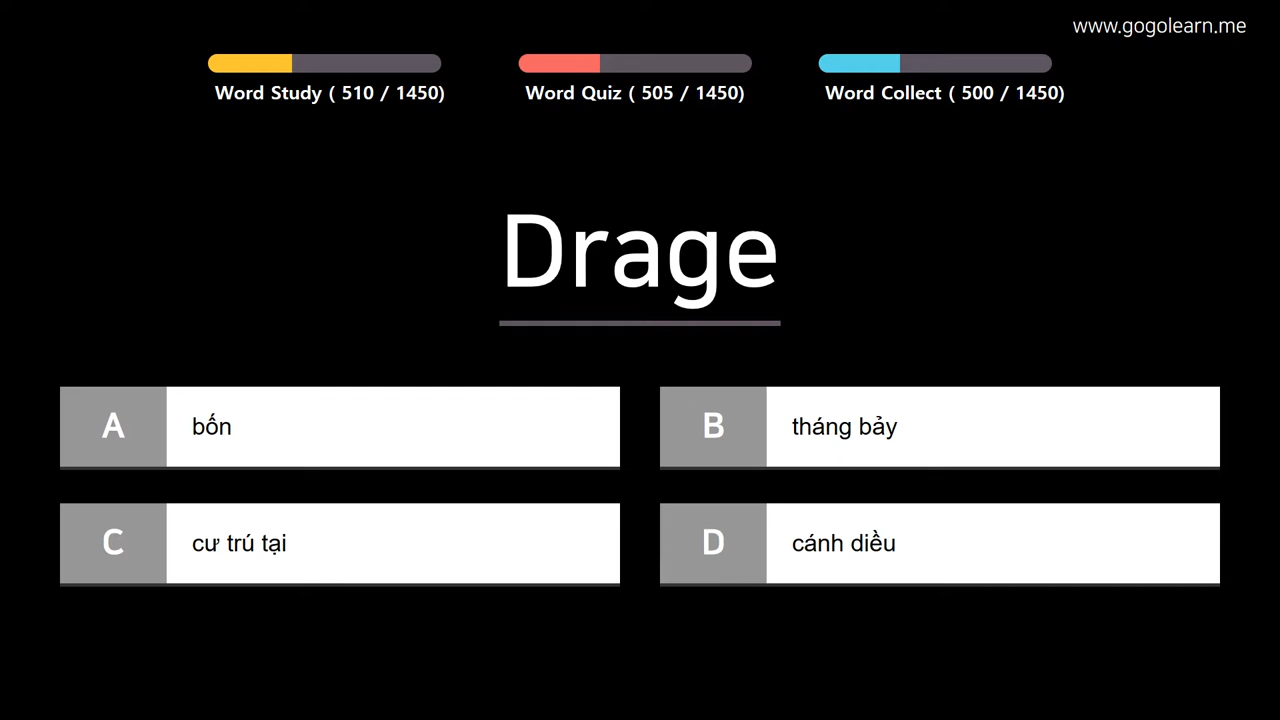 www.gogolearn.me
Word Study ( 510 / 1450)
Word Quiz ( 505 / 1450)
Word Collect ( 500 / 1450)
Drage
A
bốn
B
tháng bảy
C
cư trú tại
D
cánh diều